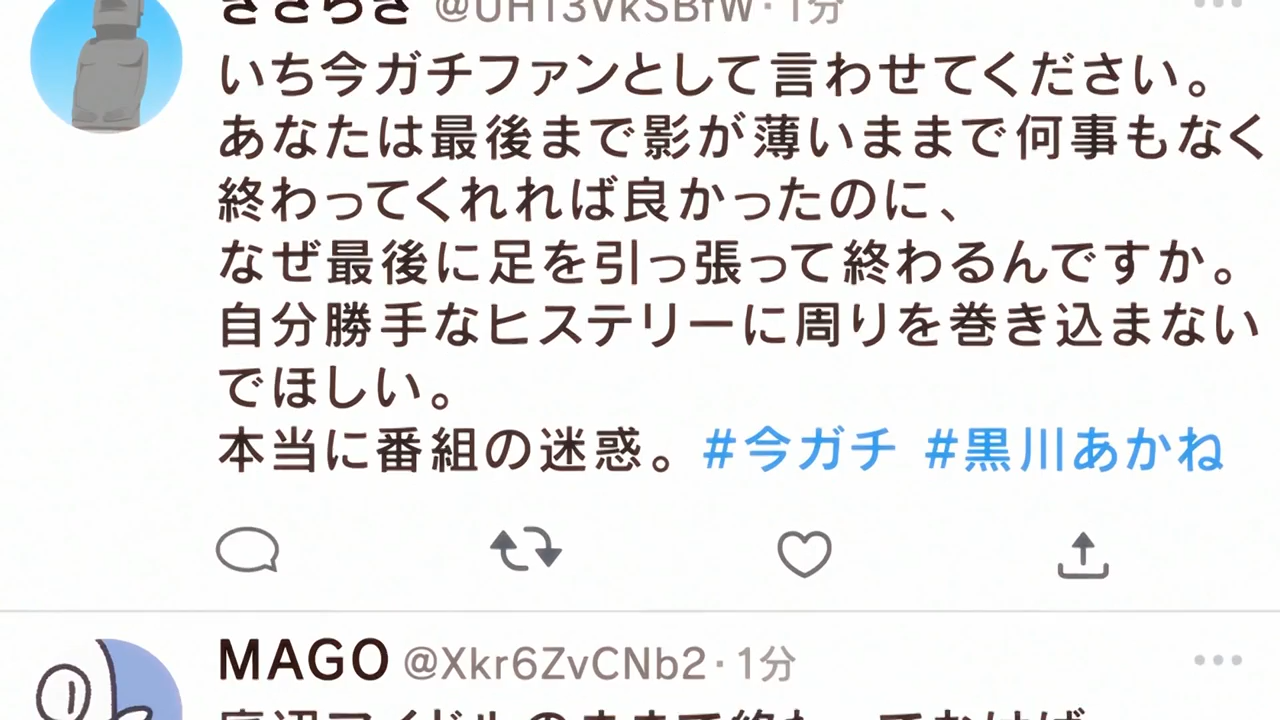 ささらぎ @UH13VkSBfW・1分
いち今ガチファンとして言わせてください。
あなたは最後まで影が薄いままで何事もなく
終わってくれれば良かったのに、
なぜ最後に足を引っ張って終わるんですか。
自分勝手なヒステリーに周りを巻き込まない
でほしい。
本当に番組の迷惑。 #今ガチ #黒川あかね
MAGO @Xkr6ZvCNb2・1分